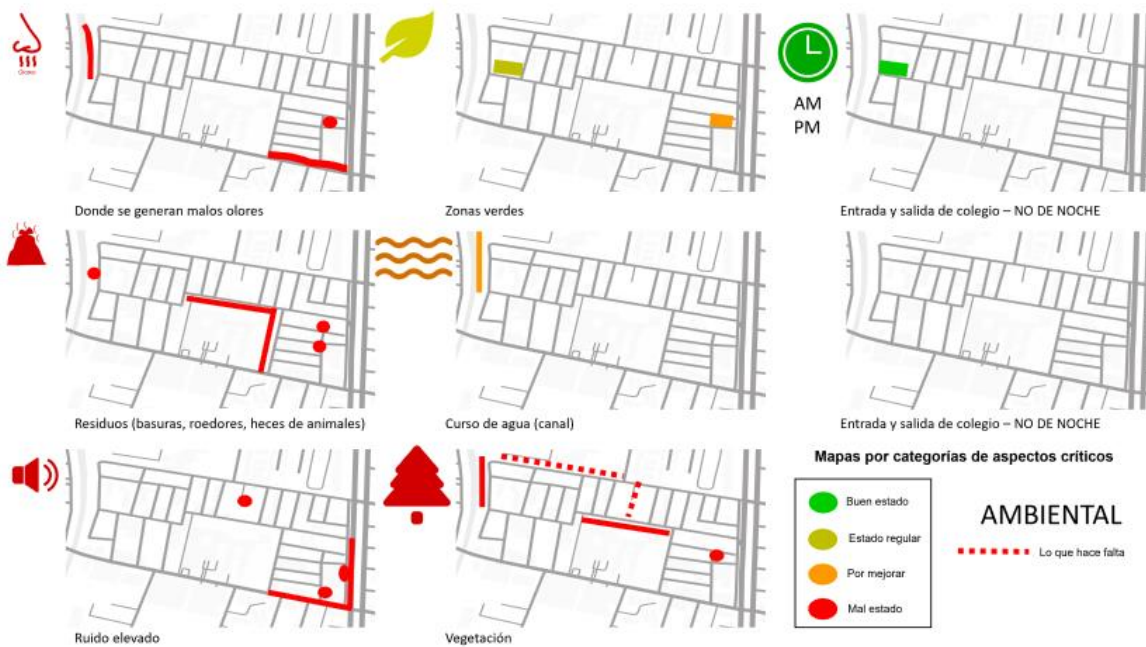 AM
PM
Donde se generan malos olores
Zonas verdes
Entrada y salida de colegio – NO DE NOCHE
Residuos (basuras, roedores, heces de animales)
Curso de agua (canal)
Entrada y salida de colegio – NO DE NOCHE
Ruido elevado
Vegetación
Mapas por categorías de aspectos críticos
Buen estado
Estado regular
Por mejorar
Mal estado
AMBIENTAL
Lo que hace falta